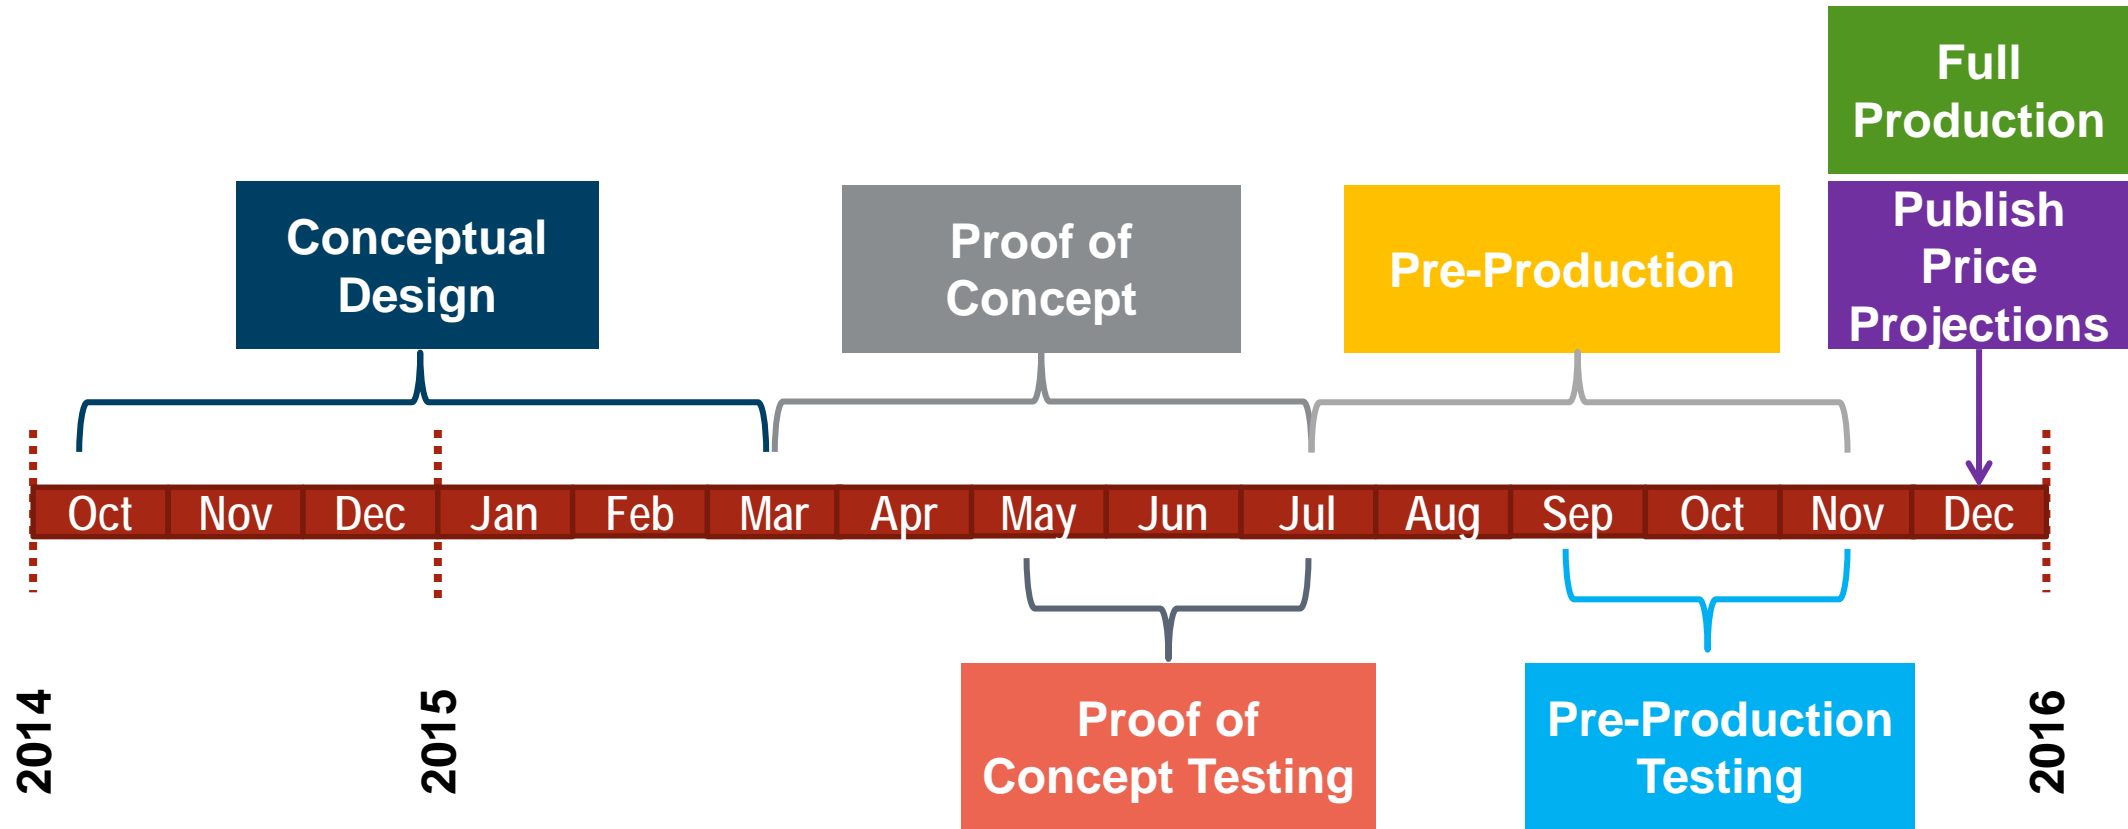 Full
Production
Conceptual
Design
Proof of
Concept
Pre-Production
Publish
Price
Projections
Oct Nov Dec Jan Feb Mar Apr May Jun Jul Aug Sep Oct Nov Dec
2014
2015
2016
Proof of
Concept Testing
Pre-Production
Testing